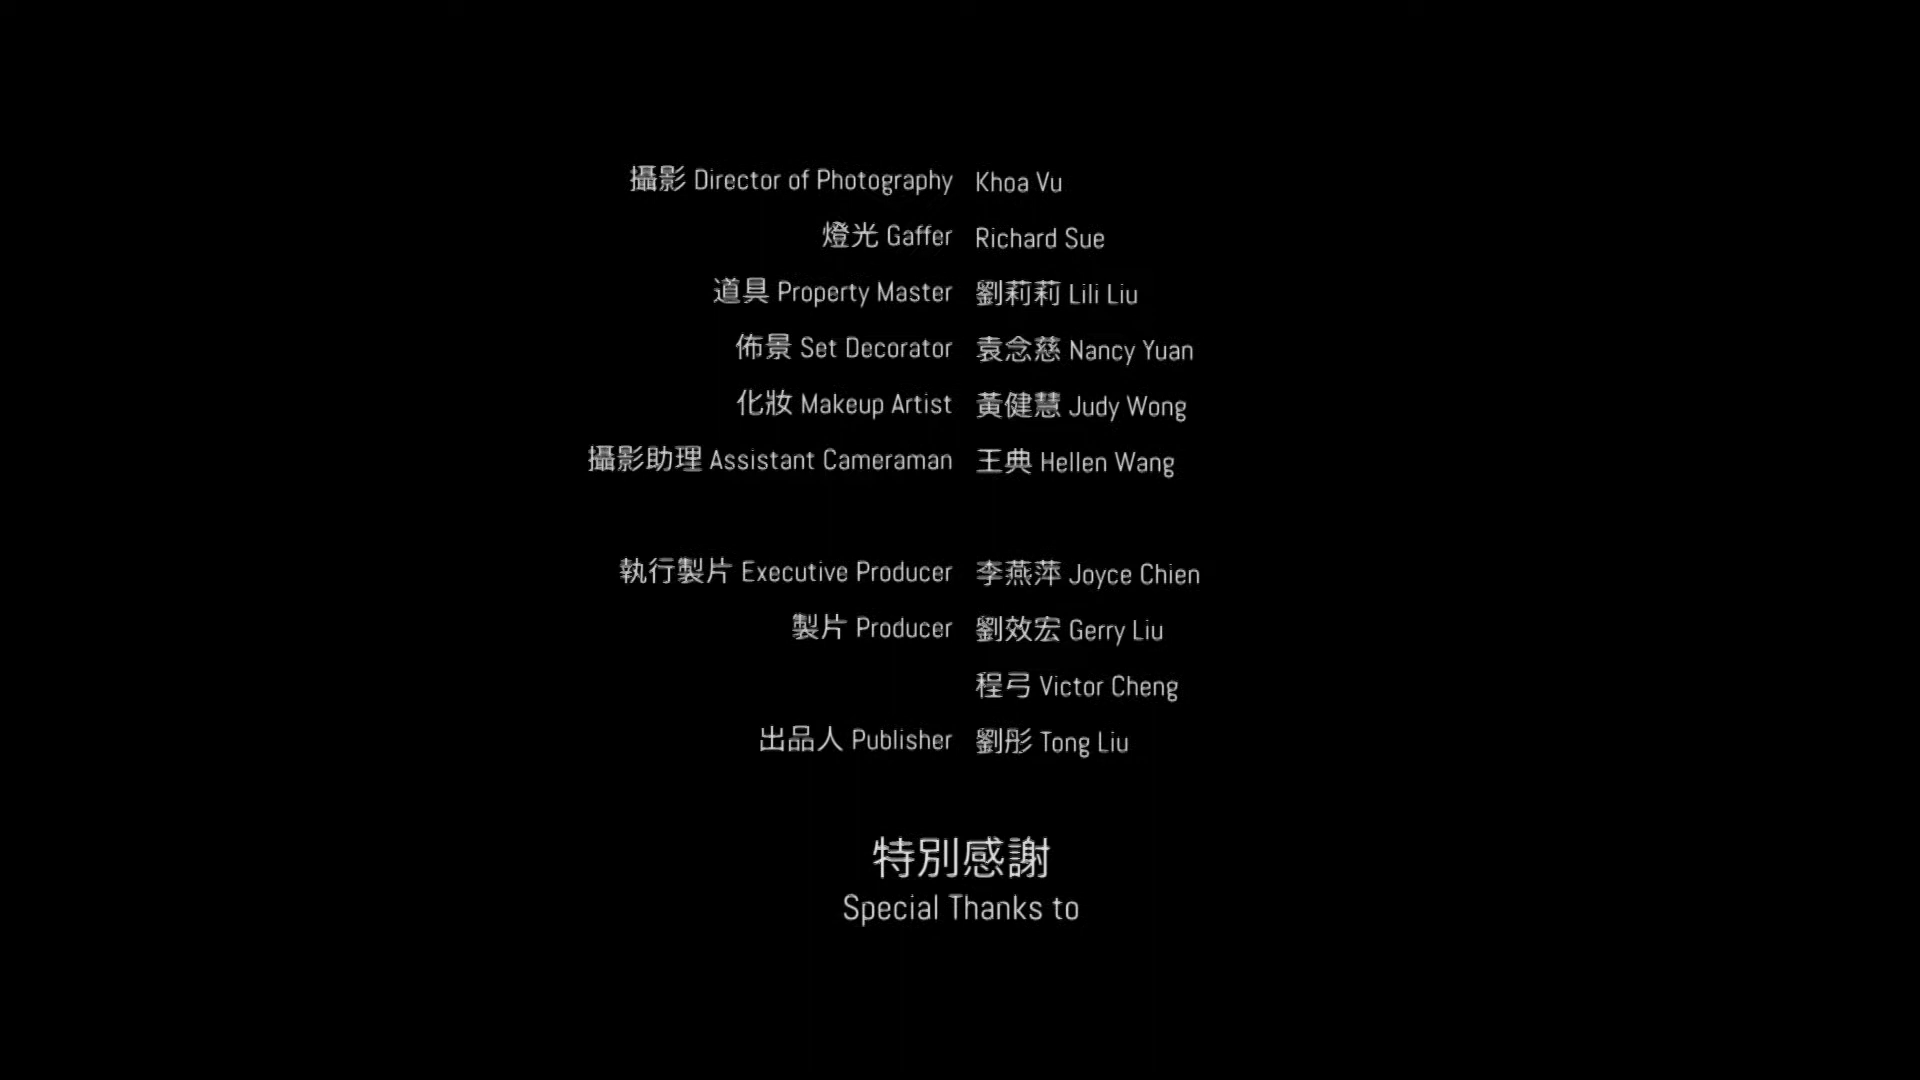 攝影 Director of Photography Khoa Vu
燈光 Gaffer Richard Sue
道具 Property Master 劉莉莉 Lili Liu
佈景 Set Decorator 袁念慈 Nancy Yuan
化妝 Makeup Artist 黃健慧 Judy Wong
攝影助理 Assistant Cameraman 王典 Hellen Wang
執行製片 Executive Producer 李燕萍 Joyce Chien
製片 Producer 劉效宏 Gerry Liu
程弓 Victor Cheng
出品人 Publisher 劉彤 Tong Liu
特別感謝
Special Thanks to